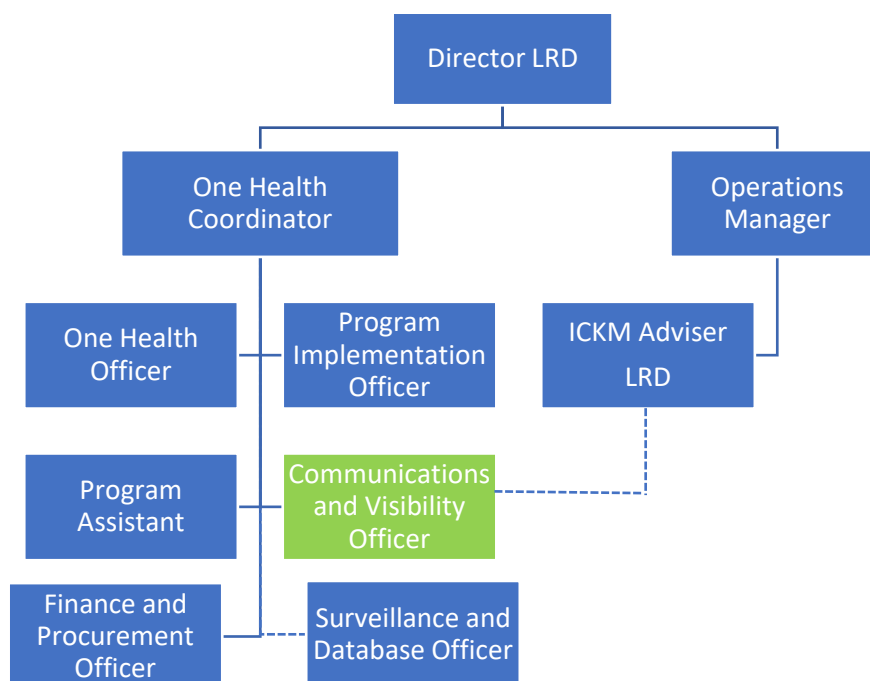 Director LRD
One Health
Coordinator
Operations
Manager
One Health
Officer
Program
Implementation
Officer
ICKM Adviser
LRD
Program
Assistant
Communications
and Visibility
Officer
Finance and
Procurement
Officer
Surveillance and
Database Officer